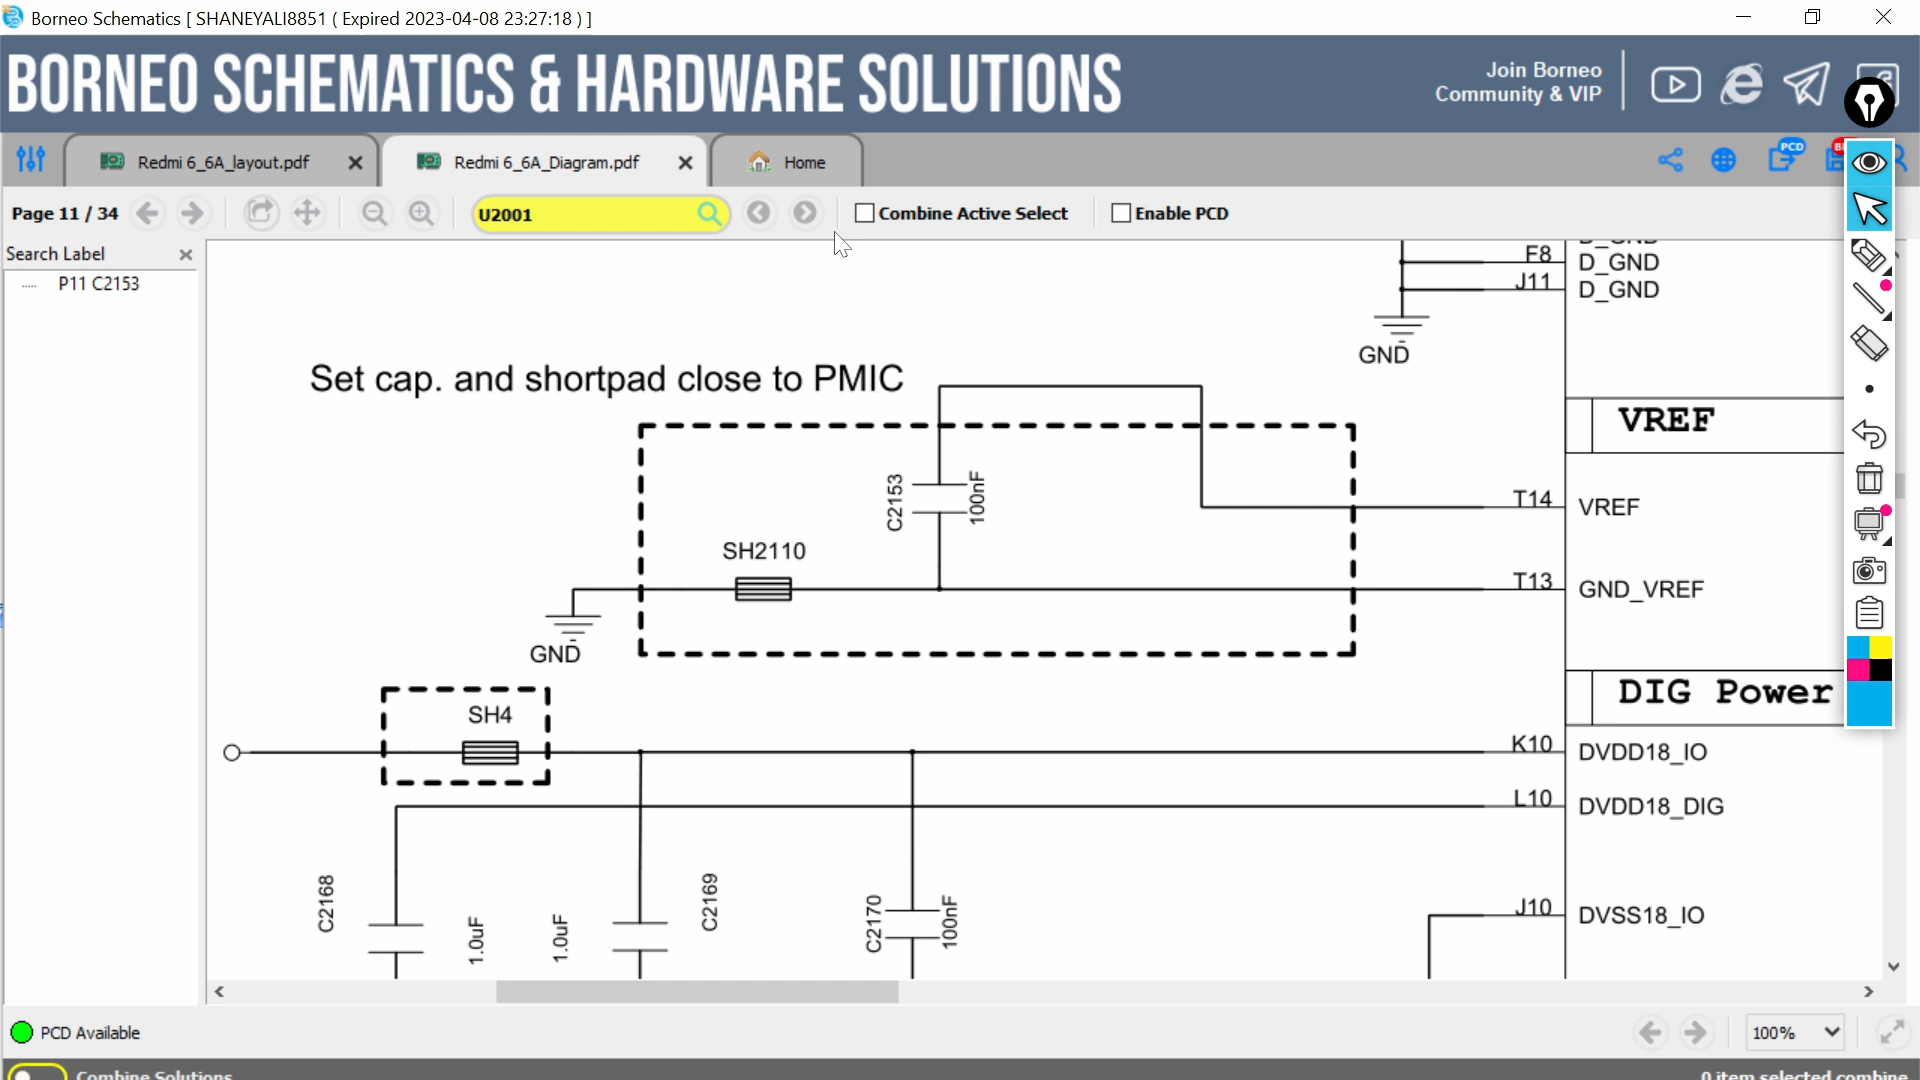 Borneo Schematics [ SHANEYALI8851 ( Expired 2023-04-08 23:27:18 ) ]
BORNEO SCHEMATICS & HARDWARE SOLUTIONS
Join Borneo
Community & VIP
Redmi 6_6A_layout.pdf
Redmi 6_6A_Diagram.pdf
Home
PCD
Page 11 / 34
U2001
Combine Active Select
Enable PCD
Search Label
P11 C2153
F8
D_GND
J11
D_GND
GND
Set cap. and shortpad close to PMIC
VREF
C2153
100nF
T14
VREF
SH2110
T13
GND_VREF
GND
SH4
DIG Power
K10
DVDD18_IO
L10
DVDD18_DIG
C2168
1.0uF
1.0uF
C2169
C2170
100nF
J10
DVSS18_IO
PCD Available
100%
Combine Solutions
0 item selected combine